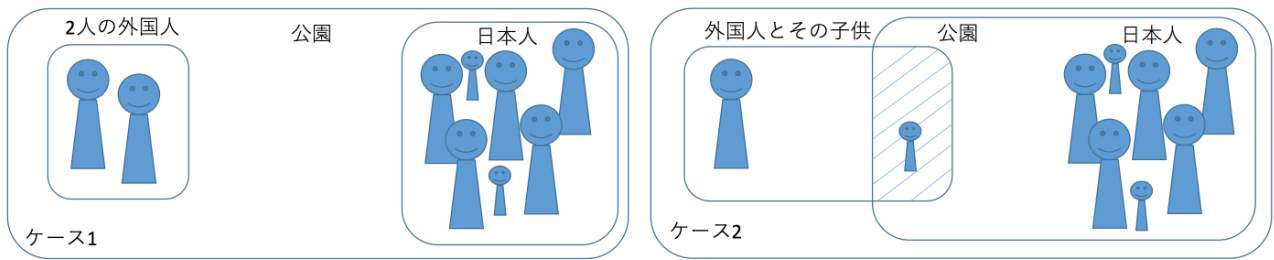 2人の外国人
公園
日本人
ケース1
外国人とその子供
公園
日本人
ケース2